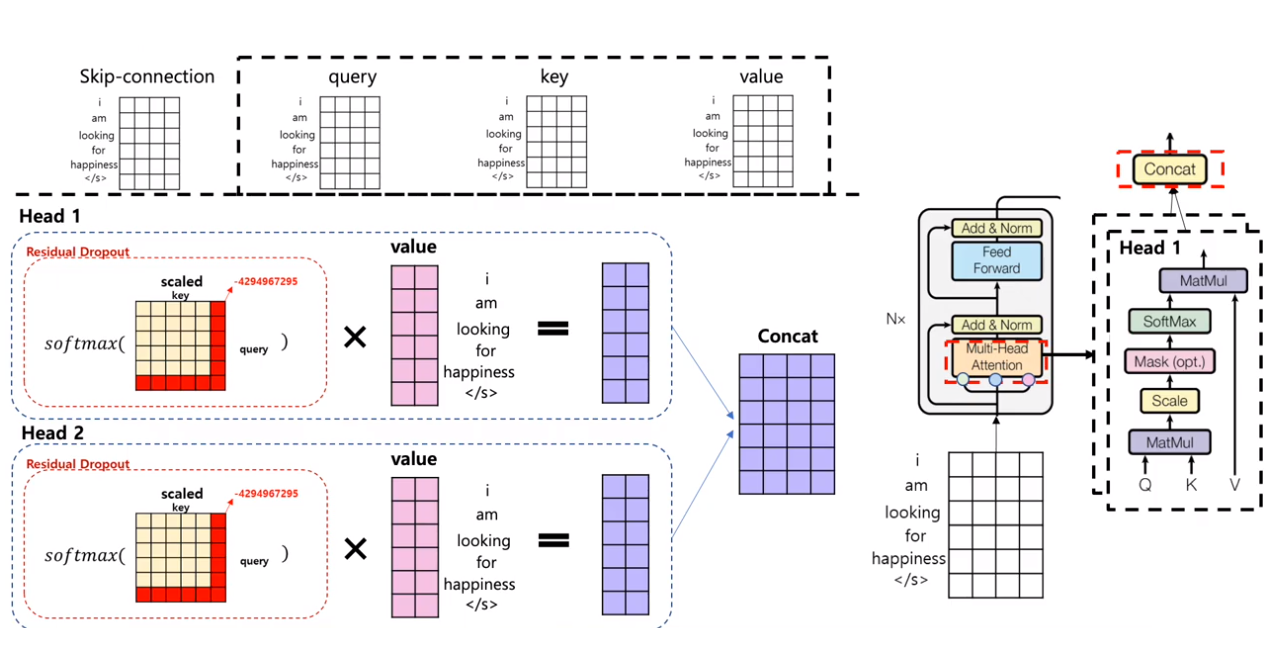 Skip-connection
i
am
looking
for
happiness
</s>
query
i
am
looking
for
happiness
</s>
key
i
am
looking
for
happiness
</s>
value
i
am
looking
for
happiness
</s>
Head 1
Residual Dropout
scaled
key
-4294967295
softmax(
query
)
×
value
i
am
looking
for
happiness
</s>
=
Head 2
Residual Dropout
scaled
key
-4294967295
softmax(
query
)
×
value
i
am
looking
for
happiness
</s>
=
Concat
Add & Norm
Feed
Forward
N×
Add & Norm
Multi-Head
Attention
i
am
looking
for
happiness
</s>
Concat
Head 1
MatMul
SoftMax
Mask (opt.)
Scale
MatMul
Q K V